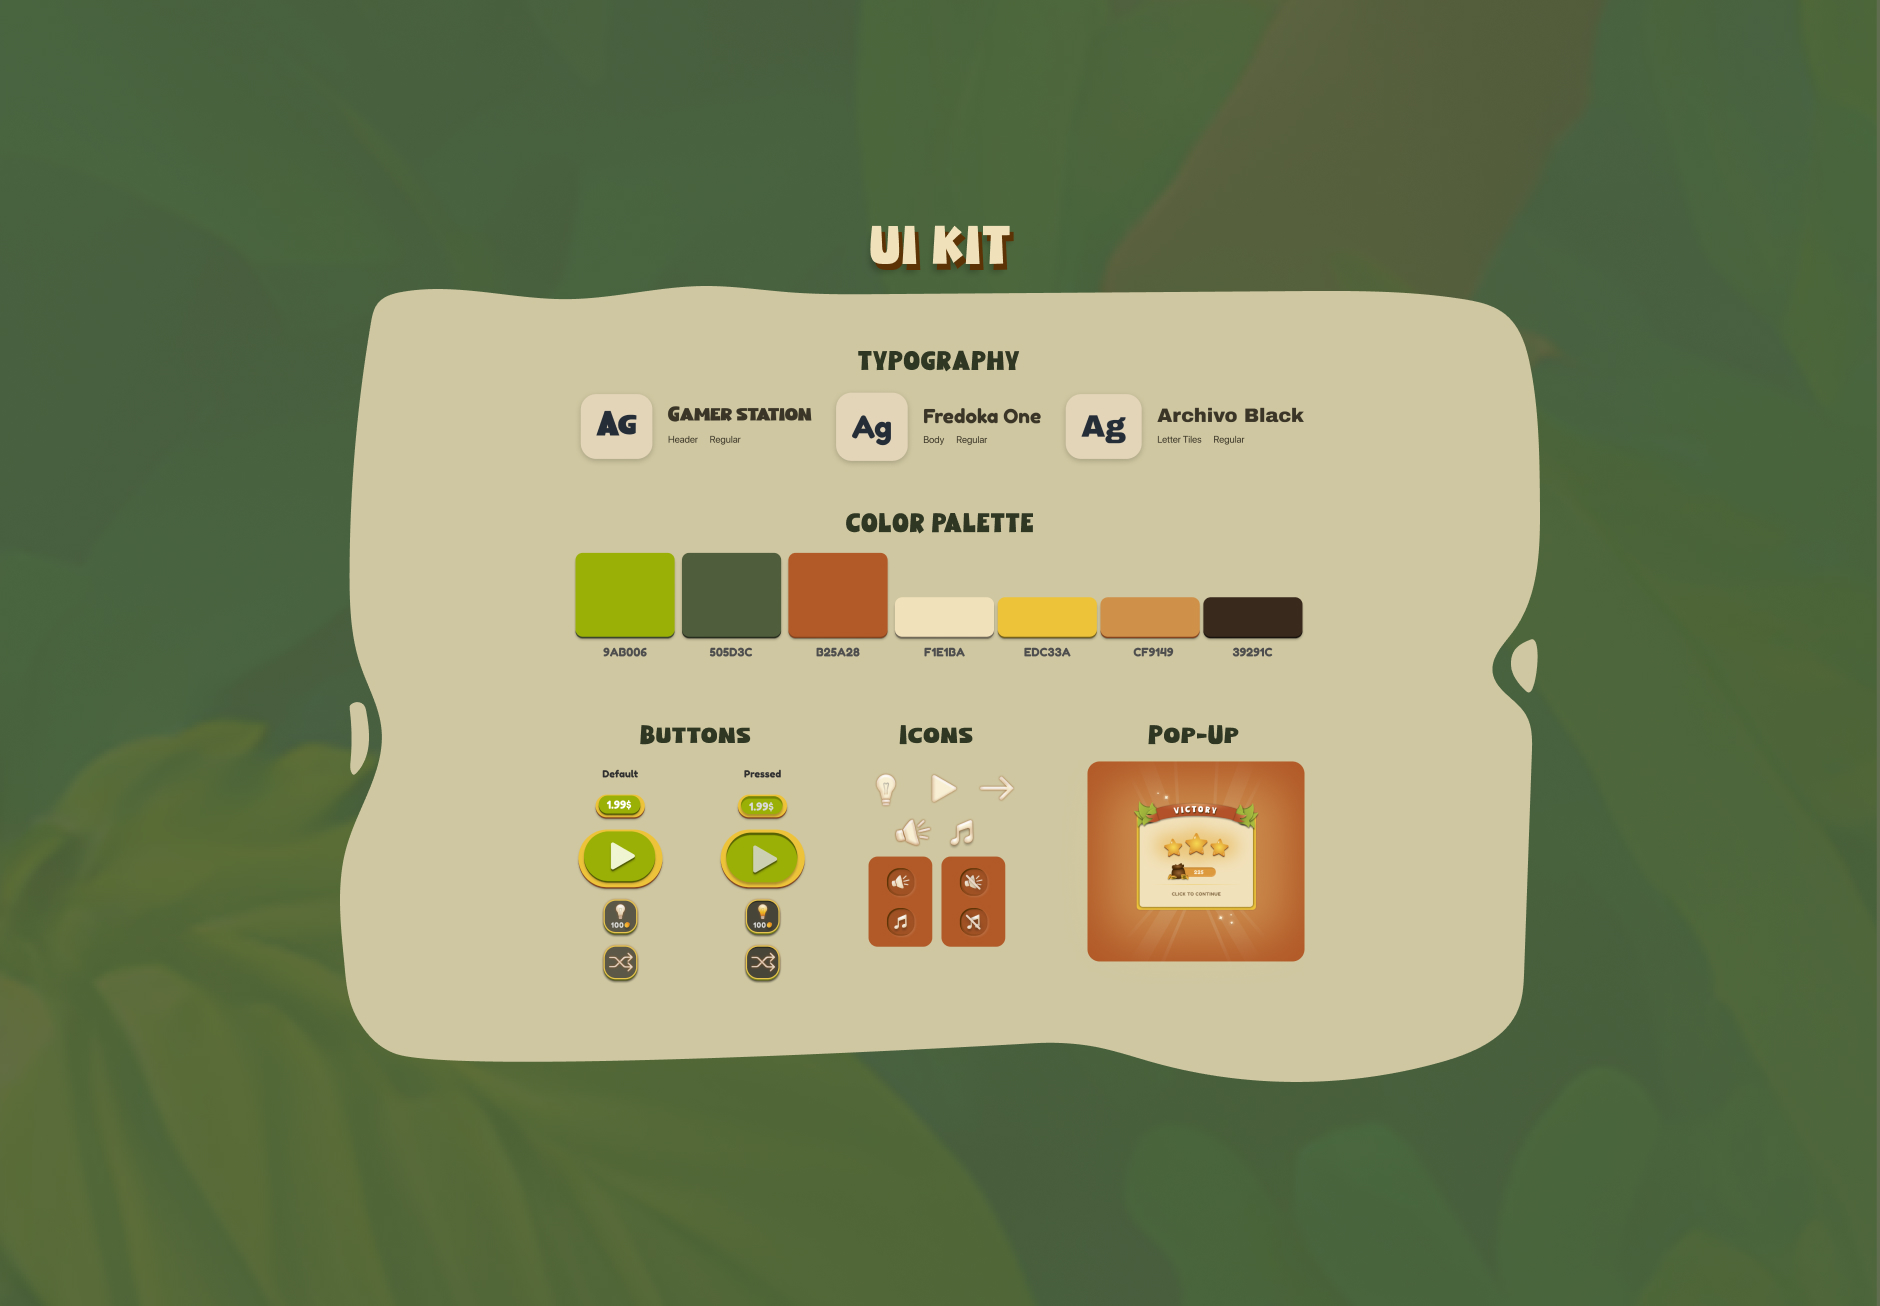 UI KIT
TYPOGRAPHY
AG
GAMER STATION
Header Regular
Ag
Fredoka One
Body Regular
Ag
Archivo Black
Letter Tiles Regular
COLOR PALETTE
9AB006 505D3C B25A28 F1E1BA EDC33A CF9149 39291C
BUTTONS
Default Pressed
1.99$ 1.99$
100 100
ICONS
POP-UP
VICTORY
CLICK TO CONTINUE